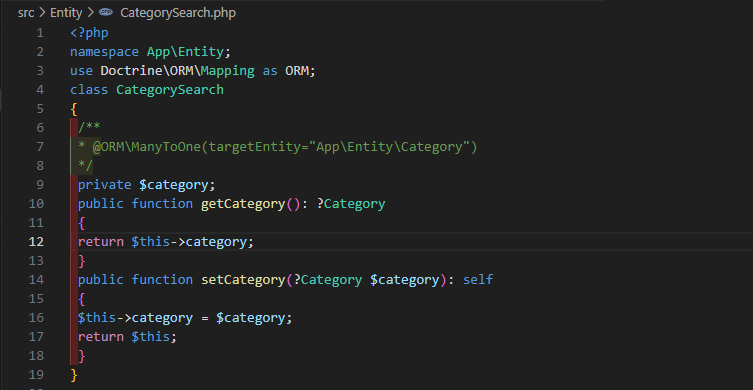 src > Entity > CategorySearch.php
1 <?php
2 namespace App\Entity;
3 use Doctrine\ORM\Mapping as ORM;
4 class CategorySearch
5 {
6 /**
7 * @ORM\ManyToOne(targetEntity="App\Entity\Category")
8 */
9 private $category;
10 public function getCategory(): ?Category
11 {
12 return $this->category;
13 }
14 public function setCategory(?Category $category): self
15 {
16 $this->category = $category;
17 return $this;
18 }
19 }